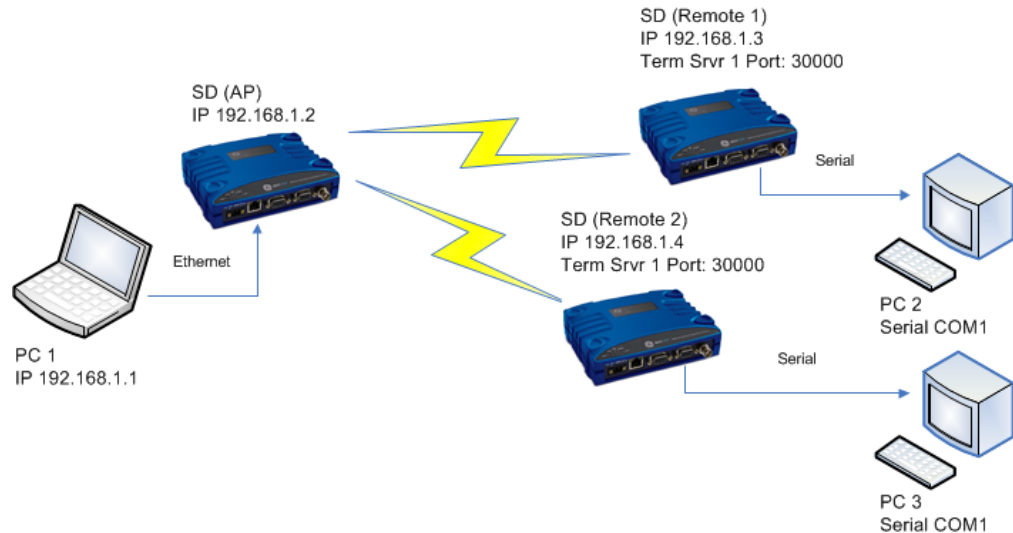 SD (Remote 1)
IP 192.168.1.3
Term Srvr 1 Port: 30000
SD (AP)
IP 192.168.1.2
Serial
SD (Remote 2)
IP 192.168.1.4
Term Srvr 1 Port: 30000
Ethernet
PC 2
Serial COM1
PC 1
IP 192.168.1.1
Serial
PC 3
Serial COM1